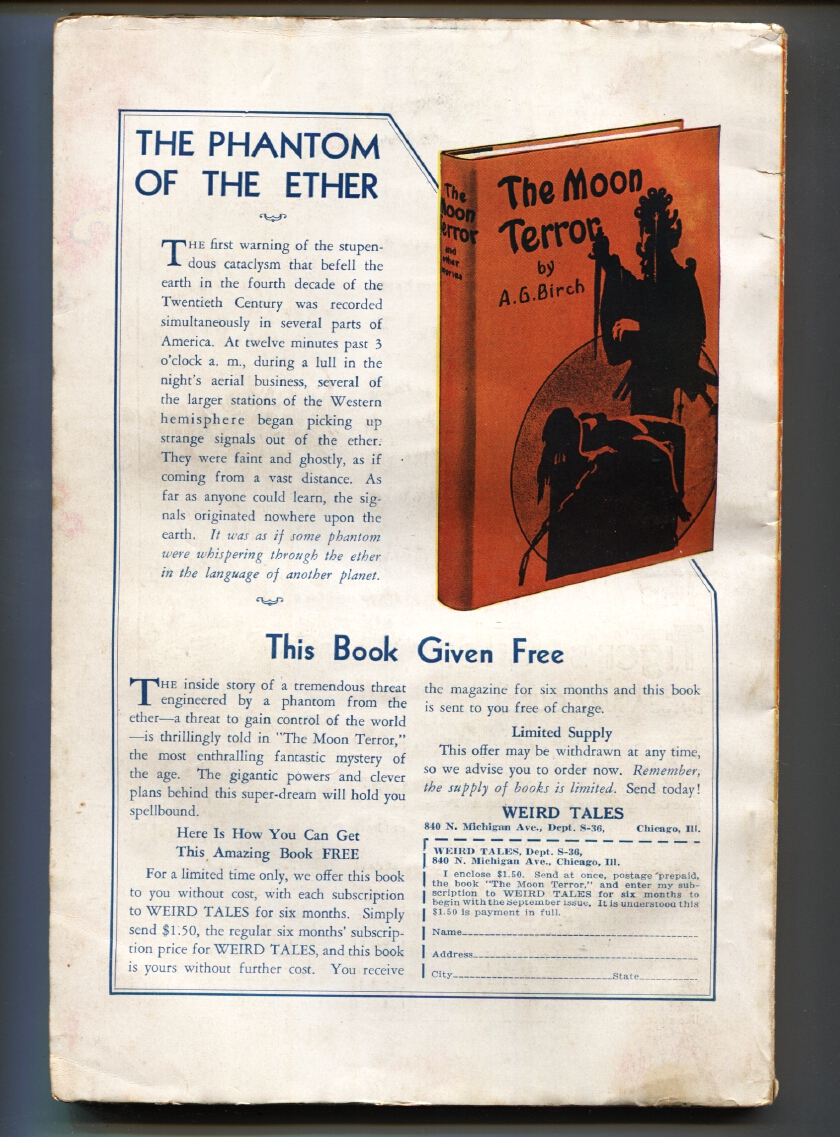 THE PHANTOM
OF THE ETHER
THE first warning of the stupen-
dous cataclysm that befell the
earth in the fourth decade of the
Twentieth Century was recorded
simultaneously in several parts of
America. At twelve minutes past 3
o'clock a. m., during a lull in the
night's aerial business, several of
the larger stations of the Western
hemisphere began picking up
strange signals out of the ether.
They were faint and ghostly, as if
coming from a vast distance. As
far as anyone could learn, the sig-
nals originated nowhere upon the
earth. It was as if some phantom
were whispering through the ether
in the language of another planet.
The
Moon
Terror
and
other
stories
The Moon
Terror
by
A.G.Birch
This Book Given Free
THE inside story of a tremendous threat
engineered by a phantom from the
ether—a threat to gain control of the world
—is thrillingly told in "The Moon Terror,"
the most enthralling fantastic mystery of
the age. The gigantic powers and clever
plans behind this super-dream will hold you
spellbound.
Here Is How You Can Get
This Amazing Book FREE
For a limited time only, we offer this book
to you without cost, with each subscription
to WEIRD TALES for six months. Simply
send $1.50, the regular six months' subscrip-
tion price for WEIRD TALES, and this book
is yours without further cost. You receive
the magazine for six months and this book
is sent to you free of charge.
Limited Supply
This offer may be withdrawn at any time,
so we advise you to order now. Remember,
the supply of books is limited. Send today!
WEIRD TALES
840 N. Michigan Ave., Dept. S-36, Chicago, Ill.
WEIRD TALES, Dept. S-36,
840 N. Michigan Ave., Chicago, Ill.
I enclose $1.50. Send at once, postage prepaid,
the book "The Moon Terror," and enter my sub-
scription to WEIRD TALES for six months to
begin with the September issue. It is understood this
$1.50 is payment in full.
Name
Address
City State